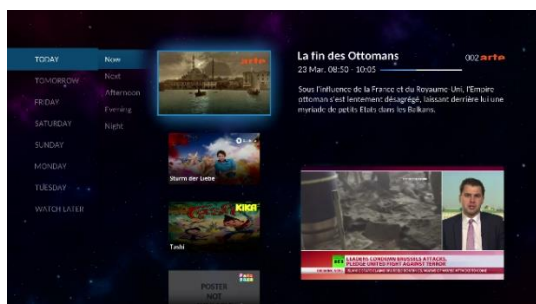 TODAY
TOMORROW
FRIDAY
SATURDAY
SUNDAY
MONDAY
TUESDAY
WATCH LATER
Now
Next
Afternoon
Evening
Night
arte
Sturm der Liebe
KiKA
Tashi
POSTER
NOT
La fin des Ottomans
002 arte
23 Mar. 08:50 - 10:05
Sous l'influence de la France et du Royaume-Uni, l'Empire
ottoman s'est lentement désagrégé, laissant derrière lui une
myriade de petits Etats dans les Balkans.
LEADERS CONDEMN BRUSSELS ATTACKS,
PLEDGE UNITED FIGHT AGAINST TERROR